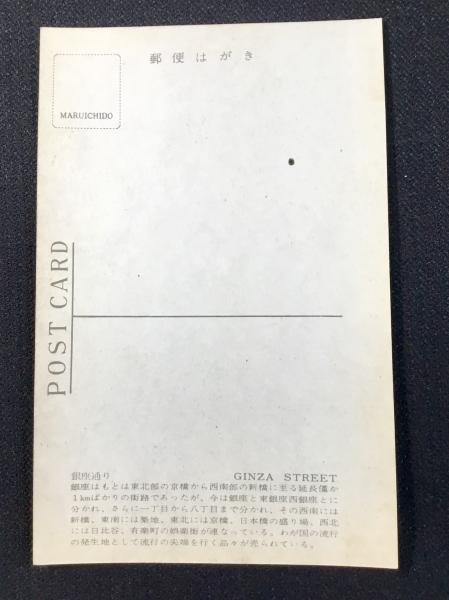 郵便はがき
MARUICHIDO
POST CARD
銀座通り GINZA STREET
銀座はもとは東北部の京橋から西南部の新橋に至る延長僅か
1kmばかりの街路であったが、今は銀座と東銀座西銀座とに
分かれ、さらに一丁目から八丁目まで分かれ、その西南には
新橋、東南には築地、東北には京橋、日本橋の盛り場、西北
には日比谷、有楽町の娯楽街が連なっている。わが国の流行
の発生地として流行の尖端を行く品々が売られている。